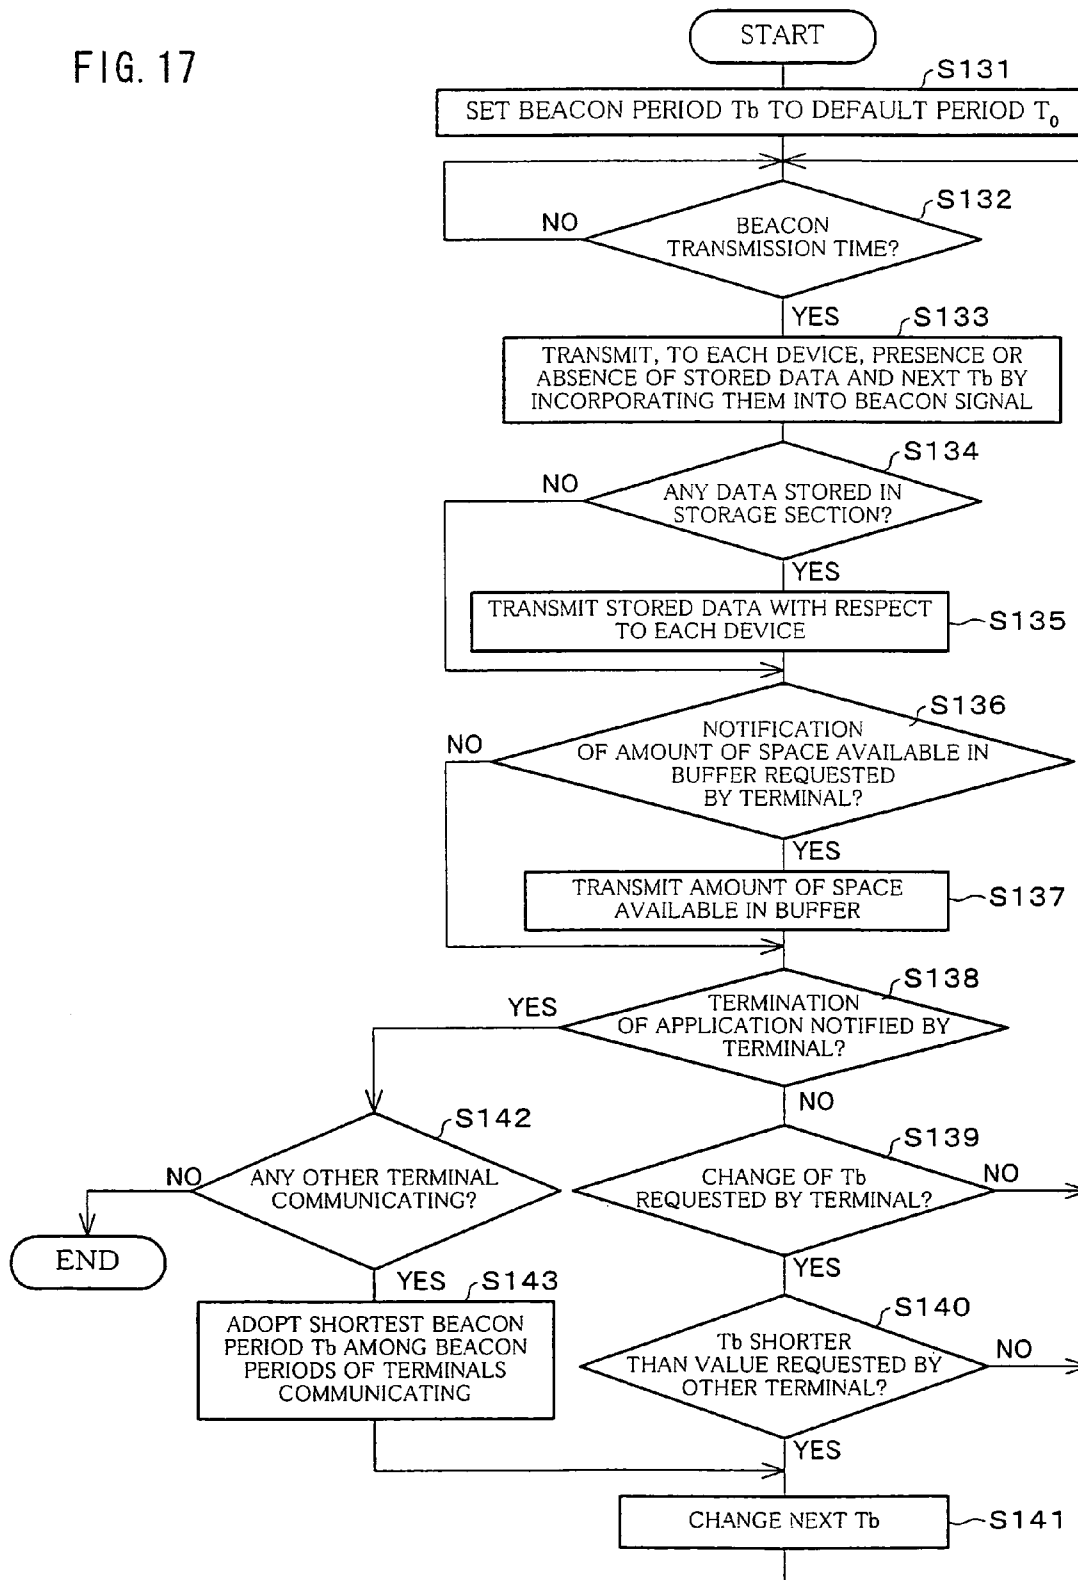 FIG. 17
START
S131
SET BEACON PERIOD Tb TO DEFAULT PERIOD T0
S132
NO
BEACON
TRANSMISSION TIME?
YES
S133
TRANSMIT, TO EACH DEVICE, PRESENCE OR
ABSENCE OF STORED DATA AND NEXT Tb BY
INCORPORATING THEM INTO BEACON SIGNAL
S134
NO
ANY DATA STORED IN
STORAGE SECTION?
YES
TRANSMIT STORED DATA WITH RESPECT
TO EACH DEVICE
S135
S136
NO
NOTIFICATION
OF AMOUNT OF SPACE AVAILABLE IN
BUFFER REQUESTED
BY TERMINAL?
YES
TRANSMIT AMOUNT OF SPACE
AVAILABLE IN BUFFER
S137
S138
YES
TERMINATION
OF APPLICATION NOTIFIED BY
TERMINAL?
NO
S142
NO
ANY OTHER TERMINAL
COMMUNICATING?
END
YES
S143
ADOPT SHORTEST BEACON
PERIOD Tb AMONG BEACON
PERIODS OF TERMINALS
COMMUNICATING
S139
CHANGE OF Tb
REQUESTED BY TERMINAL?
NO
YES
S140
Tb SHORTER
THAN VALUE REQUESTED BY
OTHER TERMINAL?
NO
YES
CHANGE NEXT Tb
S141